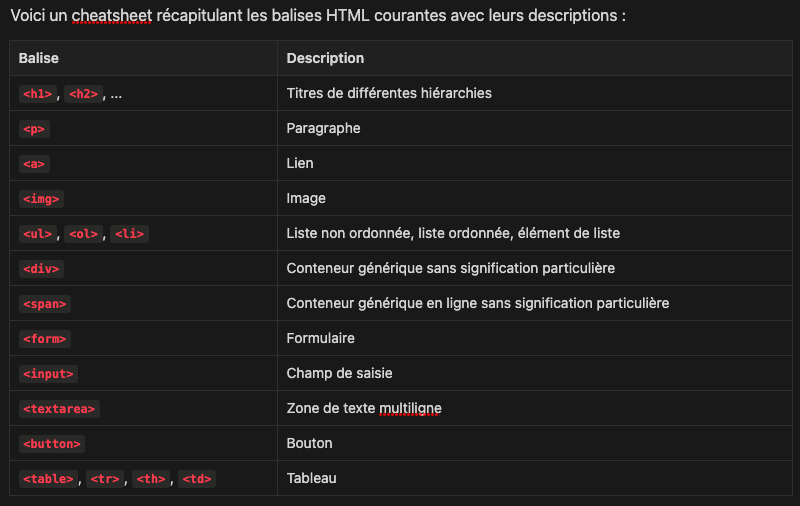 Voici un cheatsheet récapitulant les balises HTML courantes avec leurs descriptions :
Balise Description
<h1>, <h2>, ... Titres de différentes hiérarchies
<p> Paragraphe
<a> Lien
<img> Image
<ul>, <ol>, <li> Liste non ordonnée, liste ordonnée, élément de liste
<div> Conteneur générique sans signification particulière
<span> Conteneur générique en ligne sans signification particulière
<form> Formulaire
<input> Champ de saisie
<textarea> Zone de texte multiligne
<button> Bouton
<table>, <tr>, <th>, <td> Tableau